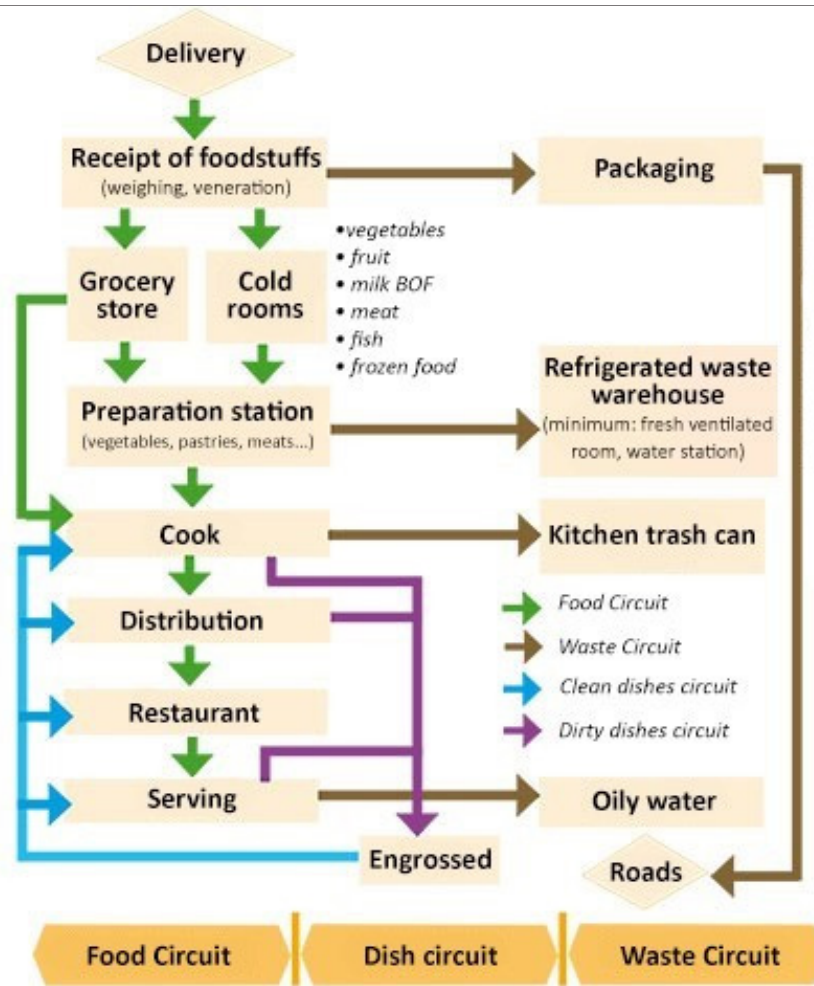 Delivery
Receipt of foodstuffs
(weighing, veneration)
Packaging
Grocery
store
Cold
rooms
•vegetables
• fruit
• milk BOF
• meat
• fish
• frozen food
Preparation station
(vegetables, pastries, meats...)
Refrigerated waste
warehouse
(minimum: fresh ventilated
room, water station)
Cook
Kitchen trash can
Distribution
Restaurant
Serving
Food Circuit
Waste Circuit
Clean dishes circuit
Dirty dishes circuit
Oily water
Engrossed
Roads
Food Circuit
Dish circuit
Waste Circuit